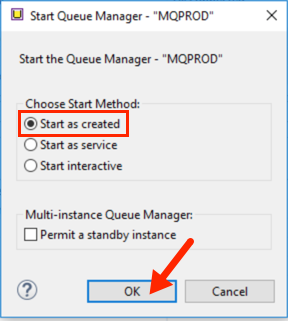 Start Queue Manager - "MQPROD"
Start the Queue Manager - "MQPROD"
Choose Start Method:
Start as created
Start as service
Start interactive
Multi-instance Queue Manager:
Permit a standby instance
?
OK
Cancel